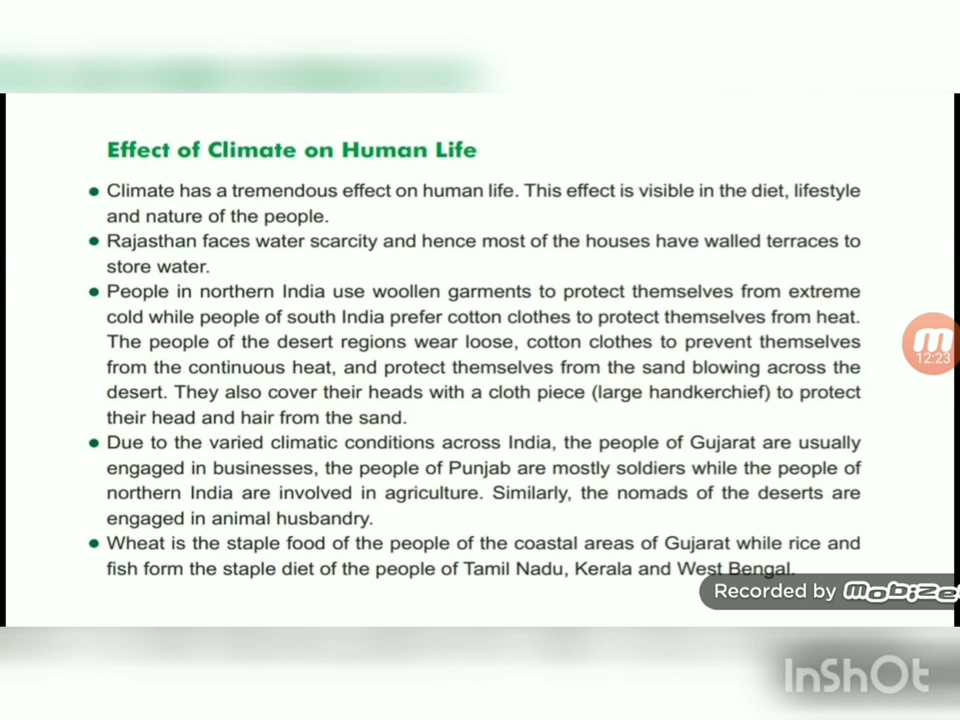 Effect of Climate on Human Life
● Climate has a tremendous effect on human life. This effect is visible in the diet, lifestyle
and nature of the people.
● Rajasthan faces water scarcity and hence most of the houses have walled terraces to
store water.
● People in northern India use woollen garments to protect themselves from extreme
cold while people of south India prefer cotton clothes to protect themselves from heat.
The people of the desert regions wear loose, cotton clothes to prevent themselves
from the continuous heat, and protect themselves from the sand blowing across the
desert. They also cover their heads with a cloth piece (large handkerchief) to protect
their head and hair from the sand.
● Due to the varied climatic conditions across India, the people of Gujarat are usually
engaged in businesses, the people of Punjab are mostly soldiers while the people of
northern India are involved in agriculture. Similarly, the nomads of the deserts are
engaged in animal husbandry.
● Wheat is the staple food of the people of the coastal areas of Gujarat while rice and
fish form the staple diet of the people of Tamil Nadu, Kerala and West Bengal.
m
12:23
Recorded by mobize
InShOt